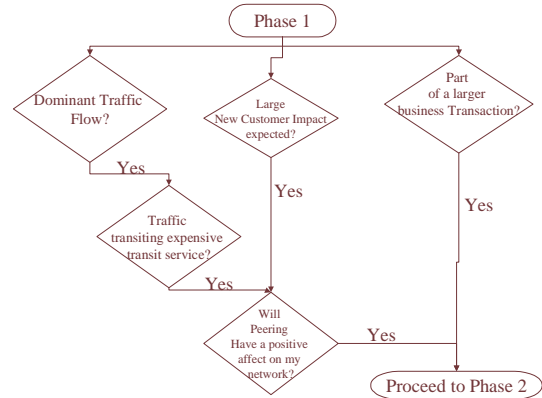 Phase 1
Dominant Traffic
Flow?
Large
New Customer Impact
expected?
Part
of a larger
business Transaction?
Yes
Yes
Yes
Traffic
transiting expensive
transit service?
Yes
Will
Peering
Have a positive
affect on my
network?
Yes
Proceed to Phase 2